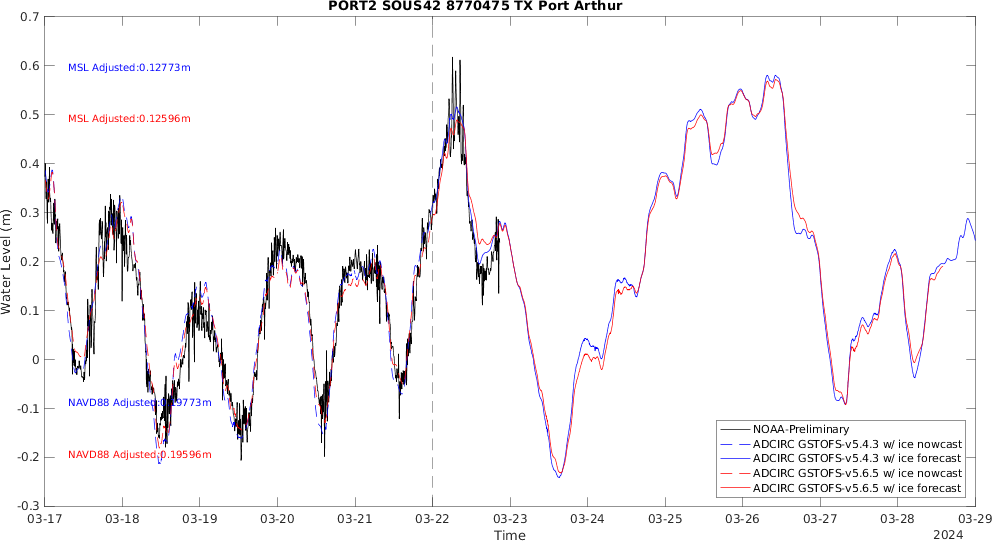 PORT2 SOUS42 8770475 TX Port Arthur
Water Level (m)
0.7
0.6
0.5
0.4
0.3
0.2
0.1
0
-0.1
-0.2
-0.3
MSL Adjusted:0.12773m
MSL Adjusted:0.12596m
NAVD88 Adjusted:0.19773m
NAVD88 Adjusted:0.19596m
NOAA-Preliminary
ADCIRC GSTOFS-v5.4.3 w/ ice nowcast
ADCIRC GSTOFS-v5.4.3 w/ ice forecast
ADCIRC GSTOFS-v5.6.5 w/ ice nowcast
ADCIRC GSTOFS-v5.6.5 w/ ice forecast
03-17 03-18 03-19 03-20 03-21 03-22 03-23 03-24 03-25 03-26 03-27 03-28 03-29
Time
2024